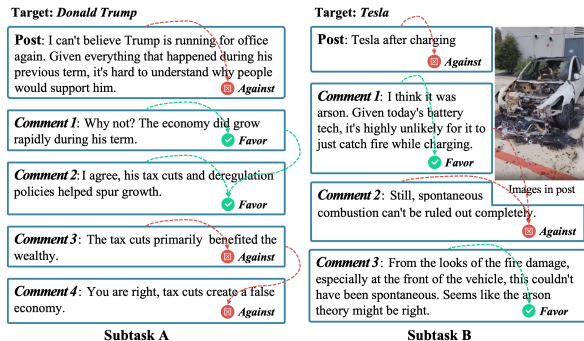 Target: Donald Trump
Post: I can't believe Trump is running for office
again. Given everything that happened during his
previous term, it's hard to understand why people
would support him.
Against
Comment 1: Why not? The economy did grow
rapidly during his term.
Favor
Comment 2: I agree, his tax cuts and deregulation
policies helped spur growth.
Favor
Comment 3: The tax cuts primarily benefited the
wealthy.
Against
Comment 4: You are right, tax cuts create a false
economy.
Against
Subtask A
Target: Tesla
Post: Tesla after charging
Against
Comment 1: I think it was
arson. Given today's battery
tech, it's highly unlikely for it to
just catch fire while charging.
Favor
Images in post
Comment 2: Still, spontaneous
combustion can't be ruled out completely.
Against
Comment 3: From the looks of the fire damage,
especially at the front of the vehicle, this couldn't
have been spontaneous. Seems like the arson
theory might be right.
Favor
Subtask B